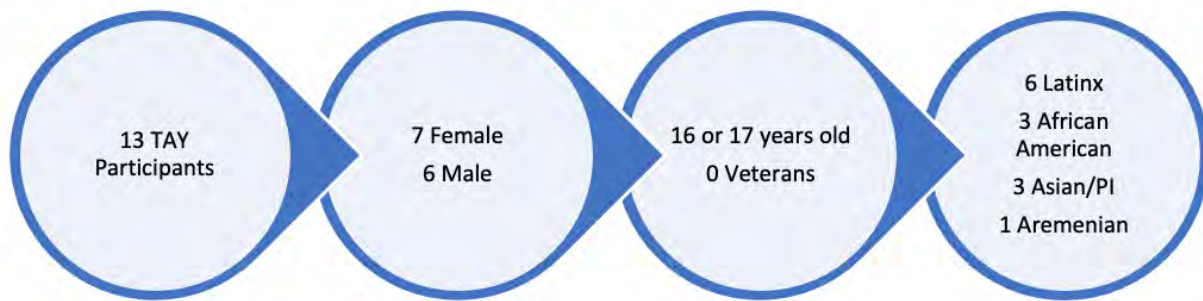 13 TAY
Participants
7 Female
6 Male
16 or 17 years old
0 Veterans
6 Latinx
3 African
American
3 Asian/PI
1 Aremenian